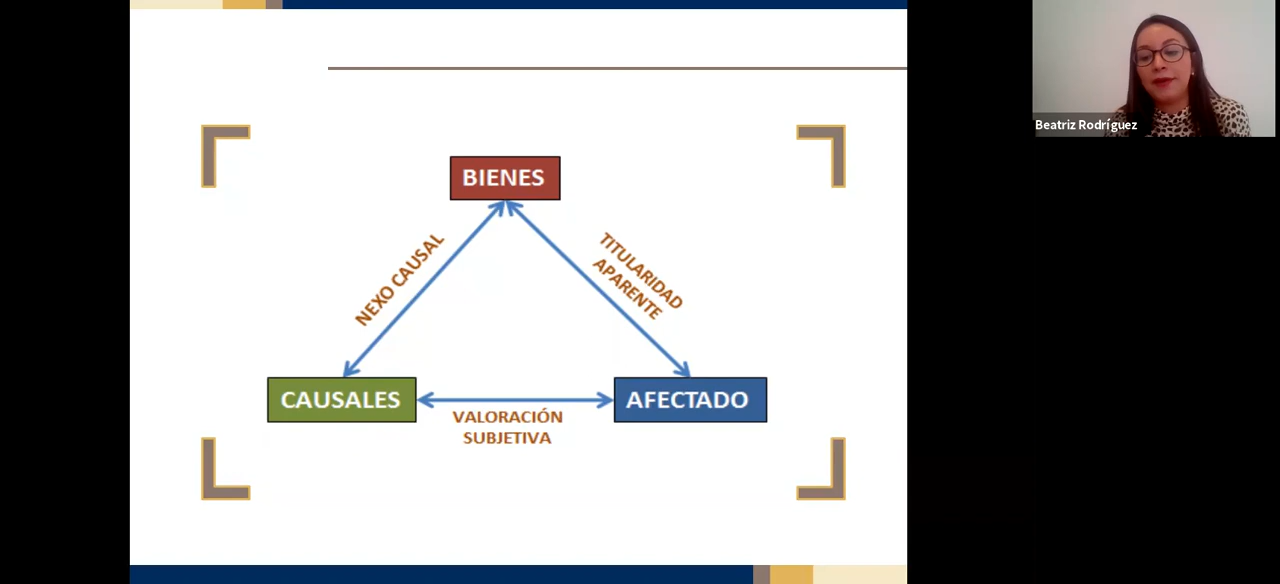 Beatriz Rodríguez
BIENES
NEXO CAUSAL
TITULARIDAD
APARENTE
CAUSALES
AFECTADO
VALORACIÓN
SUBJETIVA